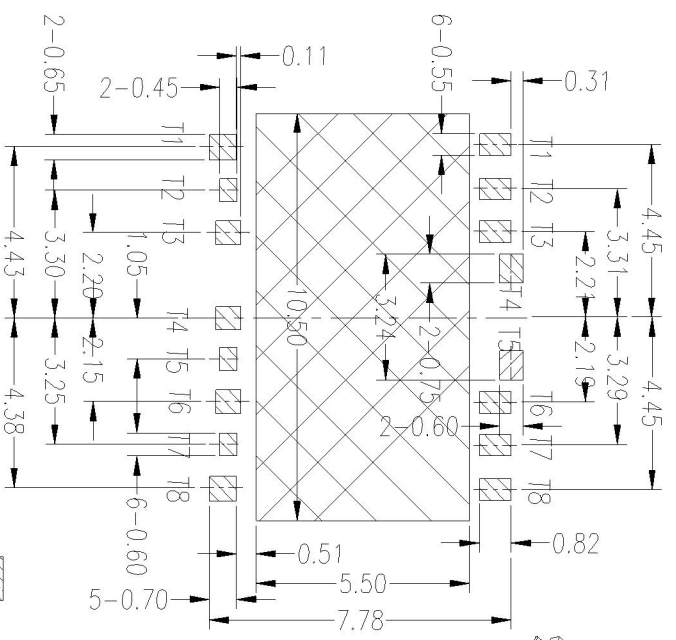 2-0.65
2-0.45
0.11
6-0.55
0.31
T1
T2
T3
T4
T5
T6
T7
T8
T1
T2
T3
T4
T5
T6
T7
T8
4.43
3.30
2.20
1.05
4.38
3.25
2.15
6-0.60
10.50
3.24
2-0.75
2-0.60
4.45
3.31
2.21
2.19
3.29
4.45
0.51
0.82
5.50
5-0.70
7.78